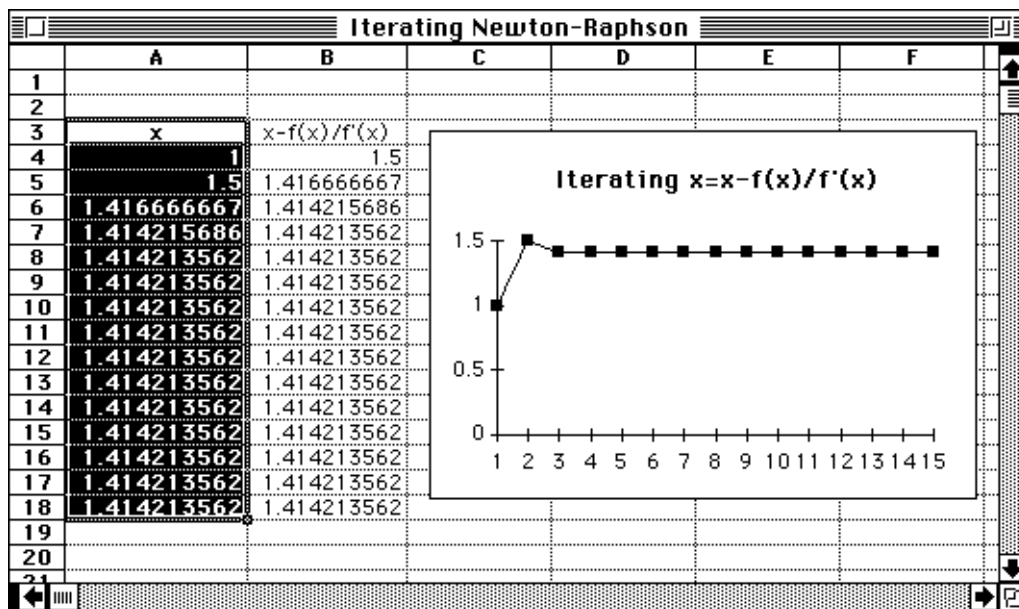 Iterating Newton-Raphson
A B C D E F
1
2
3 x x-f(x)/f'(x)
4 1 1.5
5 1.5 1.416666667
6 1.416666667 1.414215686
7 1.414215686 1.414213562
8 1.414213562 1.414213562
9 1.414213562 1.414213562
10 1.414213562 1.414213562
11 1.414213562 1.414213562
12 1.414213562 1.414213562
13 1.414213562 1.414213562
14 1.414213562 1.414213562
15 1.414213562 1.414213562
16 1.414213562 1.414213562
17 1.414213562 1.414213562
18 1.414213562 1.414213562
19
20
21
Iterating x=x-f(x)/f'(x)
1.5
1
0.5
0
1 2 3 4 5 6 7 8 9 10 11 12 13 14 15